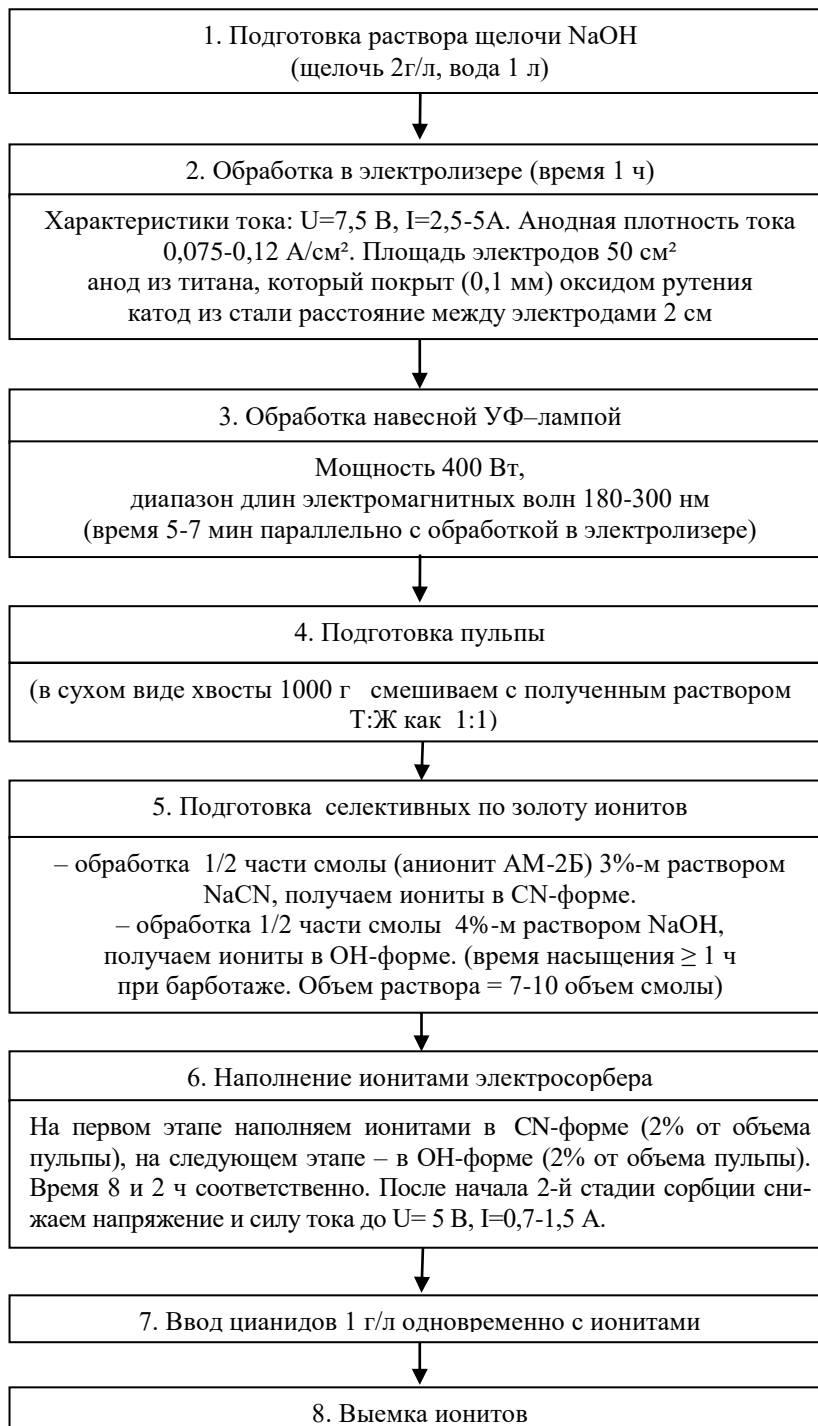 1. Подготовка раствора щелочи NaOH
(щелочь 2г/л, вода 1 л)
2. Обработка в электролизере (время 1 ч)
Характеристики тока: U=7,5 В, I=2,5-5А. Анодная плотность тока
0,075-0,12 А/см². Площадь электродов 50 см²
анод из титана, который покрыт (0,1 мм) оксидом рутения
катод из стали расстояние между электродами 2 см
3. Обработка навесной УФ–лампой
Мощность 400 Вт,
диапазон длин электромагнитных волн 180-300 нм
(время 5-7 мин параллельно с обработкой в электролизере)
4. Подготовка пульпы
(в сухом виде хвосты 1000 г смешиваем с полученным раствором
Т:Ж как 1:1)
5. Подготовка селективных по золоту ионитов
– обработка 1/2 части смолы (анионит АМ-2Б) 3%-м раствором
NaCN, получаем иониты в CN-форме.
– обработка 1/2 части смолы 4%-м раствором NaOH,
получаем иониты в ОН-форме. (время насыщения ≥ 1 ч
при барботаже. Объем раствора = 7-10 объем смолы)
6. Наполнение ионитами электросорбера
На первом этапе наполняем ионитами в CN-форме (2% от объема
пульпы), на следующем этапе – в ОН-форме (2% от объема пульпы).
Время 8 и 2 ч соответственно. После начала 2-й стадии сорбции сни-
жаем напряжение и силу тока до U= 5 В, I=0,7-1,5 А.
7. Ввод цианидов 1 г/л одновременно с ионитами
8. Выемка ионитов